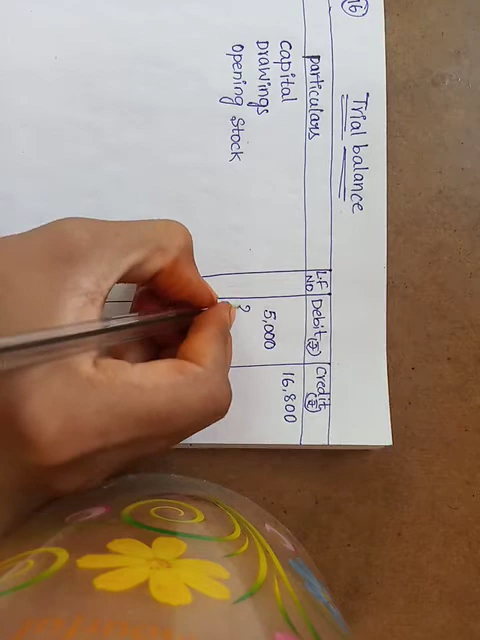 16
Trial balance
particulars L.F No Debit (₹) Credit (₹)
Capital 16,800
Drawings 5,000
Opening Stock